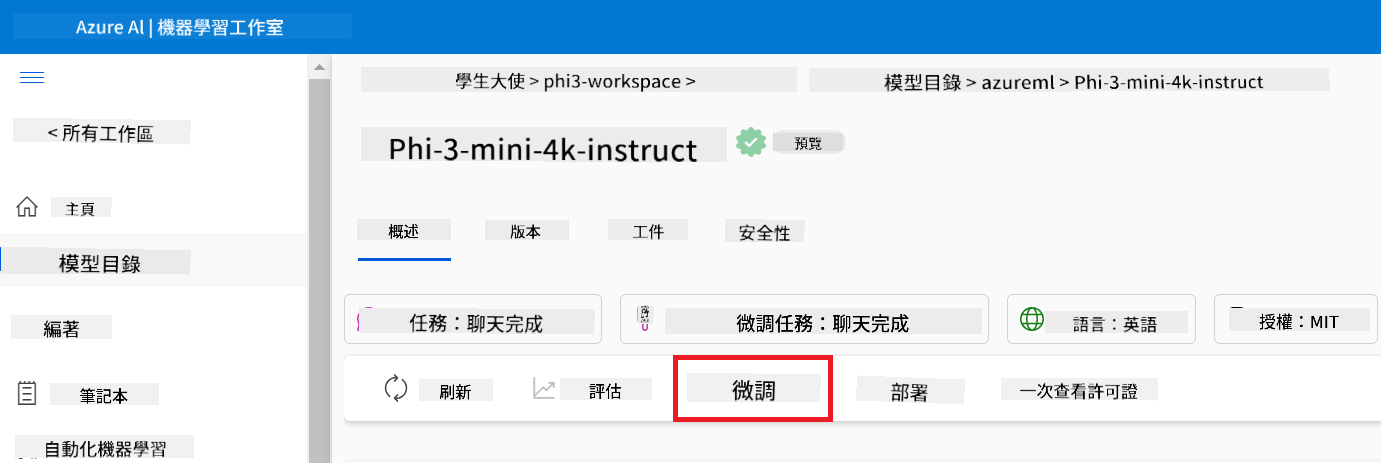 Azure Al | 機器學習工作室
學生大使 > phi3-workspace >
模型目錄 > azureml > Phi-3-mini-4k-instruct
< 所有工作區
Phi-3-mini-4k-instruct
預覽
主頁
概述
版本
工件
安全性
模型目錄
編著
任務：聊天完成
微調任務：聊天完成
語言：英語
授權：MIT
筆記本
刷新
評估
微調
部署
一次查看許可證
自動化機器學習